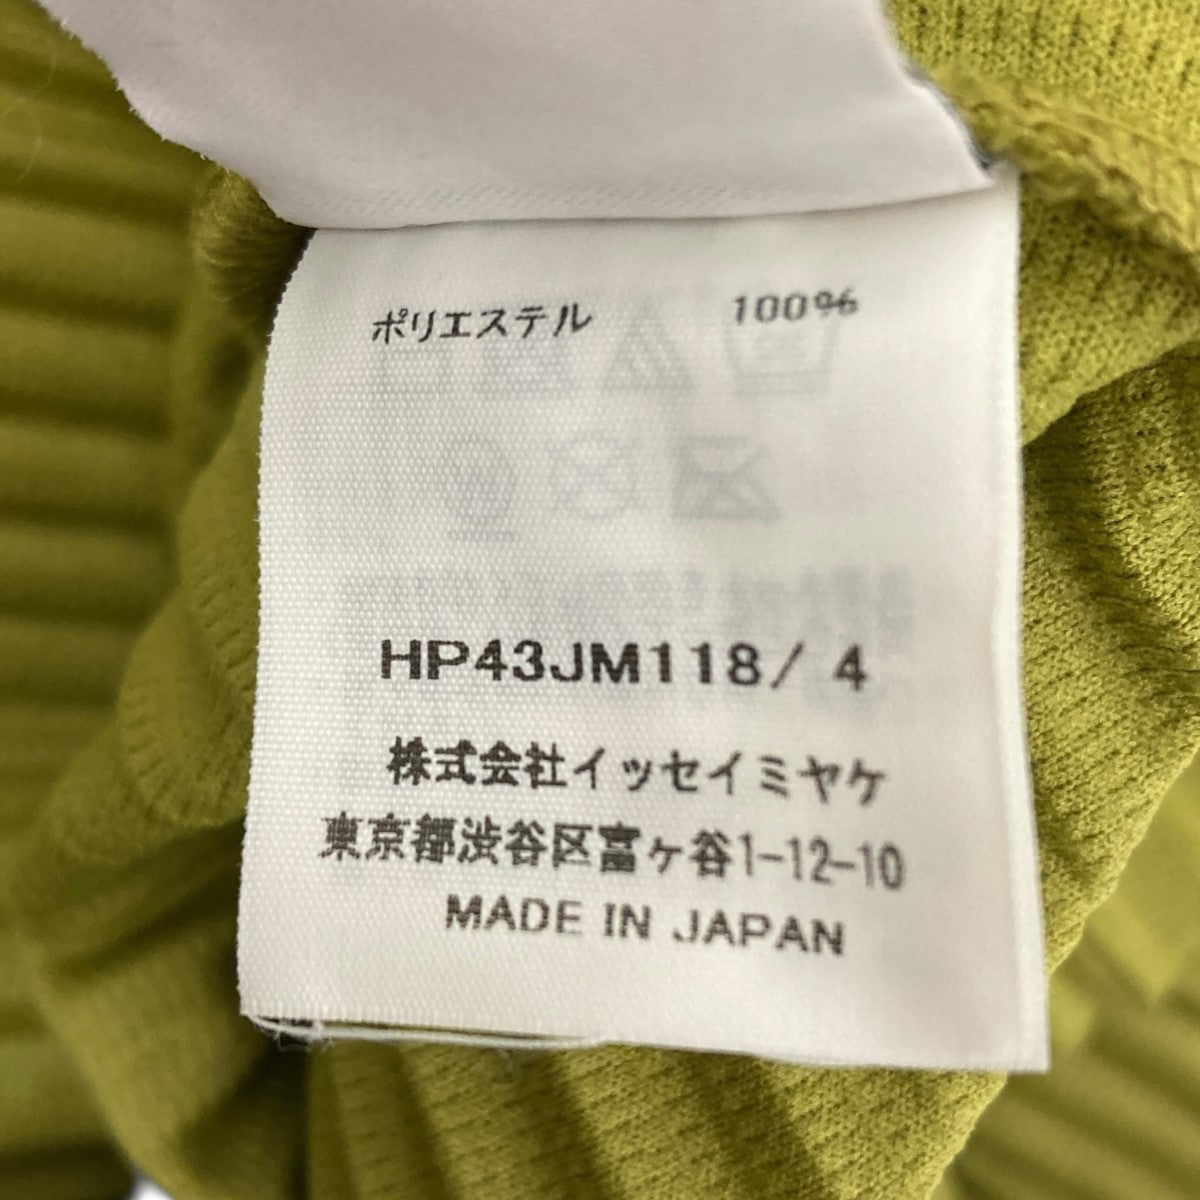 ポリエステル 100%
HP43JM118/ 4
株式会社イッセイミヤケ
東京都渋谷区富ヶ谷1-12-10
MADE IN JAPAN